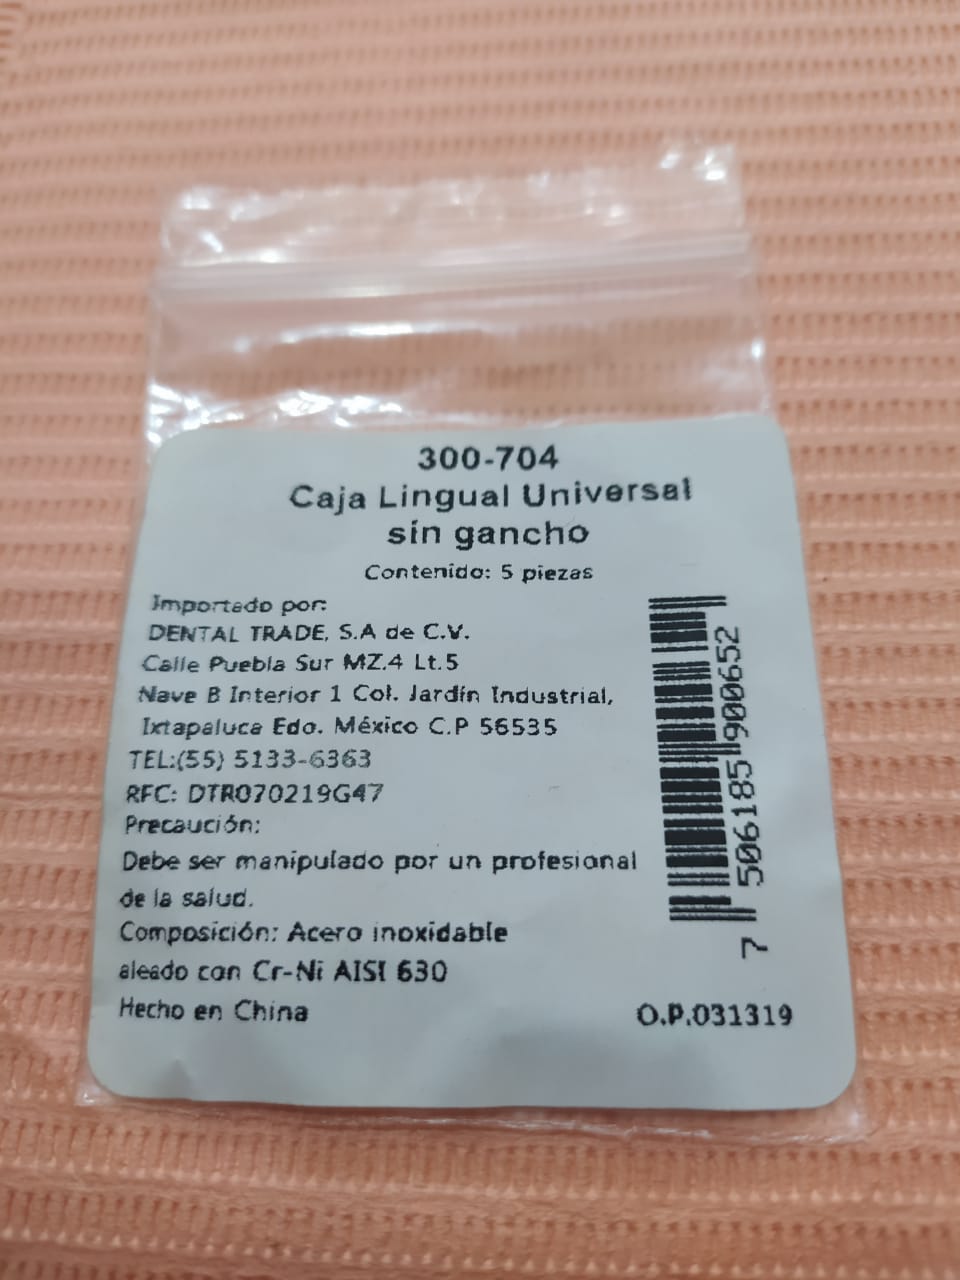 300-704
Caja Lingual Universal
sin gancho
Contenido: 5 piezas
Importado por:
DENTAL TRADE, S.A de C.V.
Calle Puebla Sur MZ.4 Lt.5
Nave B Interior 1 Col. Jardín Industrial,
Ixtapaluca Edo. México C.P 56535
TEL:(55) 5133-6363
RFC: DTR070219G47
Precaución:
Debe ser manipulado por un profesional
de la salud.
Composición: Acero inoxidable
aleado con Cr-Ni AISI 630
Hecho en China
7 506185 900652
O.P.031319